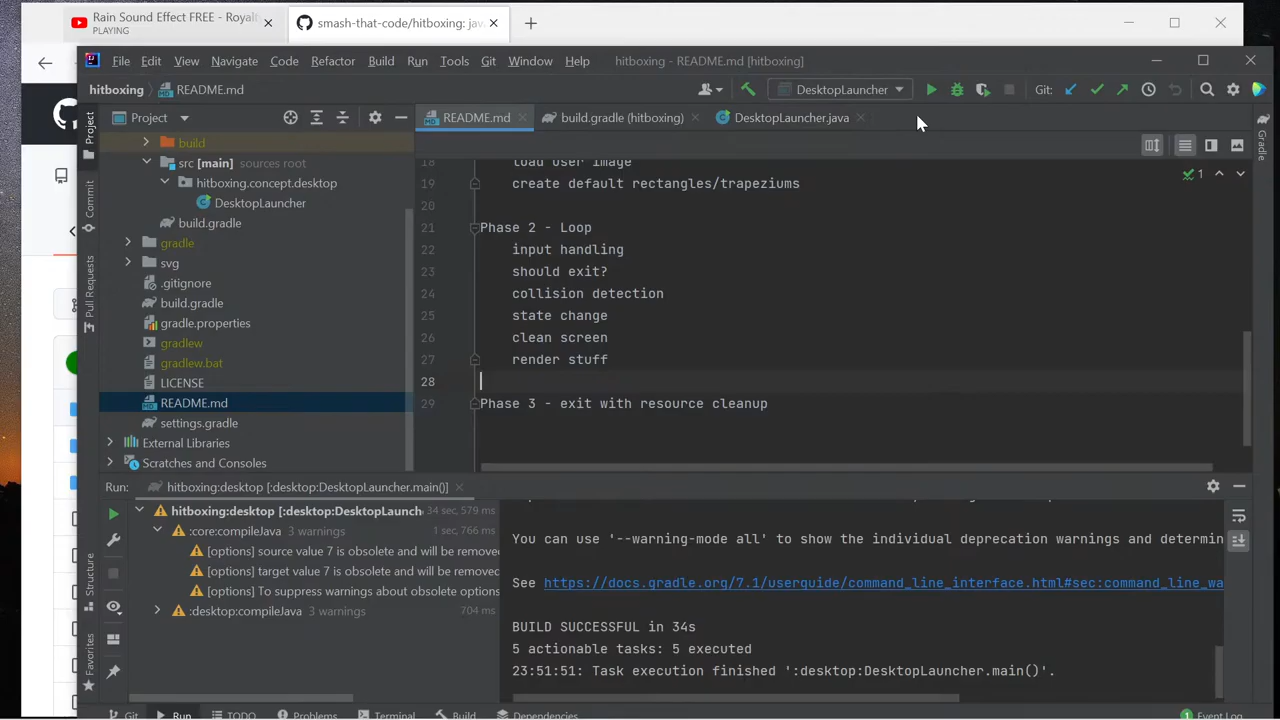 Rain Sound Effect FREE - Royalt
PLAYING
smash-that-code/hitboxing: jav
File Edit View Navigate Code Refactor Build Run Tools Git Window Help hitboxing - README.md [hitboxing]
hitboxing README.md DesktopLauncher Git:
Project
README.md build.gradle (hitboxing) DesktopLauncher.java
Project
Commit
Pull Requests
Structure
Favorites
Gradle
build
src [main] sources root
hitboxing.concept.desktop
DesktopLauncher
build.gradle
gradle
svg
.gitignore
build.gradle
gradle.properties
gradlew
gradlew.bat
LICENSE
README.md
settings.gradle
External Libraries
Scratches and Consoles
18 load user image
19 create default rectangles/trapeziums
20
21 Phase 2 - Loop
22 input handling
23 should exit?
24 collision detection
25 state change
26 clean screen
27 render stuff
28
29 Phase 3 - exit with resource cleanup
1
Run: hitboxing:desktop [:desktop:DesktopLauncher.main()]
hitboxing:desktop [:desktop:DesktopLaunch 34 sec, 579 ms
:core:compileJava 3 warnings 1 sec, 766 ms
[options] source value 7 is obsolete and will be remove
[options] target value 7 is obsolete and will be remove
[options] To suppress warnings about obsolete options
:desktop:compileJava 3 warnings 704 ms
You can use '--warning-mode all' to show the individual deprecation warnings and determin
See https://docs.gradle.org/7.1/userguide/command_line_interface.html#sec:command_line_wa
BUILD SUCCESSFUL in 34s
5 actionable tasks: 5 executed
23:51:51: Task execution finished ':desktop:DesktopLauncher.main()'.
Git Run TODO Problems Terminal Build Dependencies 1 Event Log